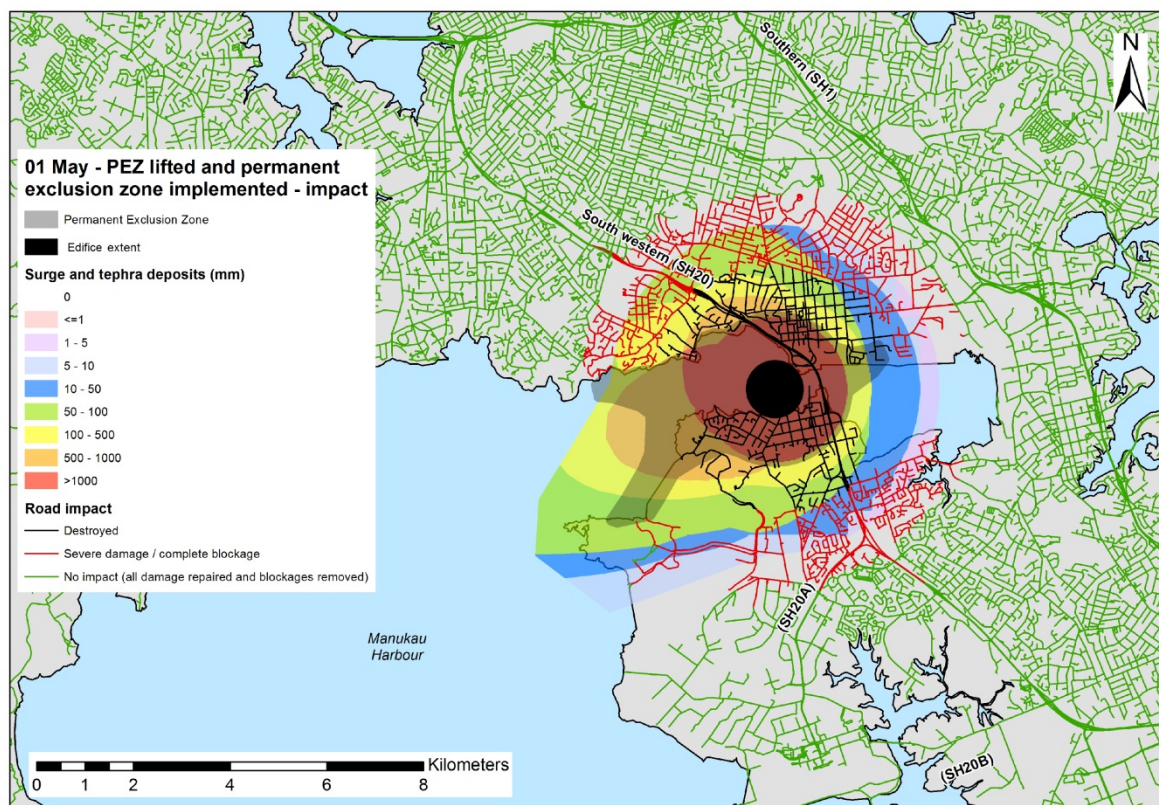 N
Southern (SH1)
01 May - PEZ lifted and permanent
exclusion zone implemented - impact
Permanent Exclusion Zone
Edifice extent
Surge and tephra deposits (mm)
0
<=1
1 - 5
5 - 10
10 - 50
50 - 100
100 - 500
500 - 1000
>1000
Road impact
Destroyed
Severe damage / complete blockage
No impact (all damage repaired and blockages removed)
South western (SH20)
(SH20A)
Manukau
Harbour
(SH20B)
Kilometers
0 1 2 4 6 8